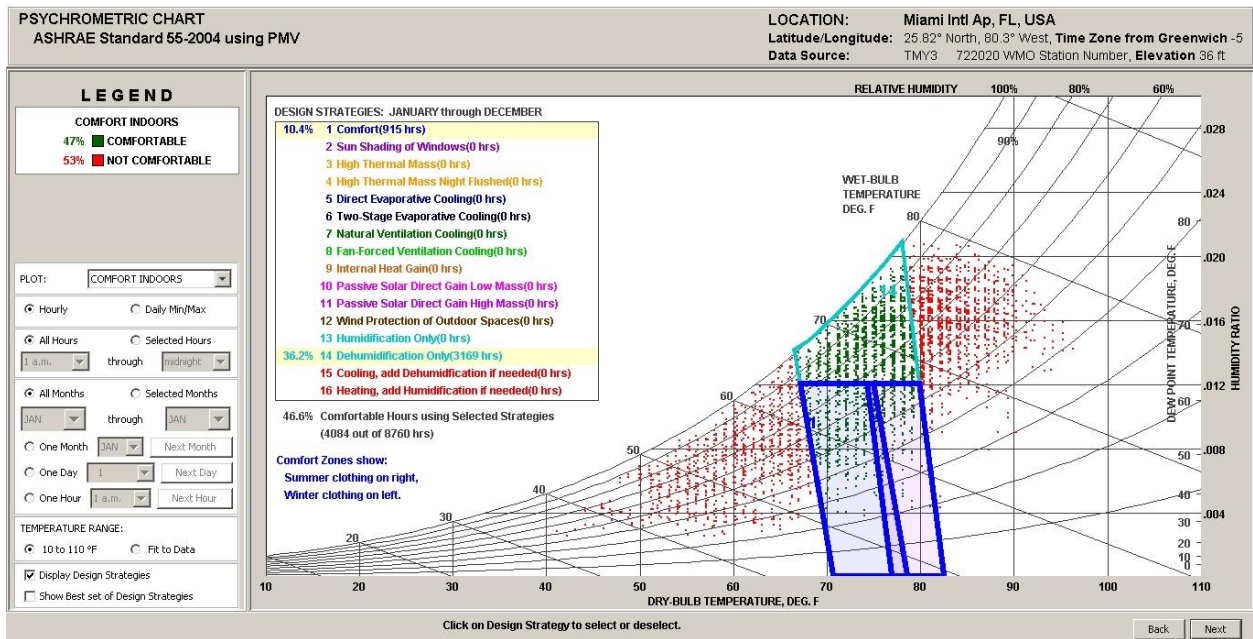 PSYCHROMETRIC CHART
ASHRAE Standard 55-2004 using PMV
LOCATION: Miami Intl Ap, FL, USA
Latitude/Longitude: 25.82° North, 80.3° West, Time Zone from Greenwich -5
Data Source: TMY3 722020 WMO Station Number, Elevation 36 ft
LEGEND
COMFORT INDOORS
47% COMFORTABLE
53% NOT COMFORTABLE
PLOT: COMFORT INDOORS
Hourly Daily Min/Max
All Hours Selected Hours
1 a.m. through midnight
All Months Selected Months
JAN through JAN
One Month JAN Next Month
One Day 1 Next Day
One Hour 1 a.m. Next Hour
TEMPERATURE RANGE:
10 to 110 °F Fit to Data
Display Design Strategies
Show Best set of Design Strategies
DESIGN STRATEGIES: JANUARY through DECEMBER
10.4% 1 Comfort(915 hrs)
2 Sun Shading of Windows(0 hrs)
3 High Thermal Mass(0 hrs)
4 High Thermal Mass Night Flushed(0 hrs)
5 Direct Evaporative Cooling(0 hrs)
6 Two-Stage Evaporative Cooling(0 hrs)
7 Natural Ventilation Cooling(0 hrs)
8 Fan-Forced Ventilation Cooling(0 hrs)
9 Internal Heat Gain(0 hrs)
10 Passive Solar Direct Gain Low Mass(0 hrs)
11 Passive Solar Direct Gain High Mass(0 hrs)
12 Wind Protection of Outdoor Spaces(0 hrs)
13 Humidification Only(0 hrs)
36.2% 14 Dehumidification Only(3169 hrs)
15 Cooling, add Dehumidfication if needed(0 hrs)
16 Heating, add Humidification if needed(0 hrs)
46.6% Comfortable Hours using Selected Strategies
(4084 out of 8760 hrs)
Comfort Zones show:
Summer clothing on right,
Winter clothing on left.
RELATIVE HUMIDITY 100% 80% 60%
90%
WET-BULB
TEMPERATURE
DEG. F
20
30
40
50
60
70
80
14
1
DEW POINT TEMPERATURE, DEG. F
80
70
60
50
40
30
20
10
0
HUMIDITY RATIO
.028
.024
.020
.016
.012
.008
.004
10 20 30 40 50 60 70 80 90 100 110
DRY-BULB TEMPERATURE, DEG. F
Click on Design Strategy to select or deselect.
Back Next